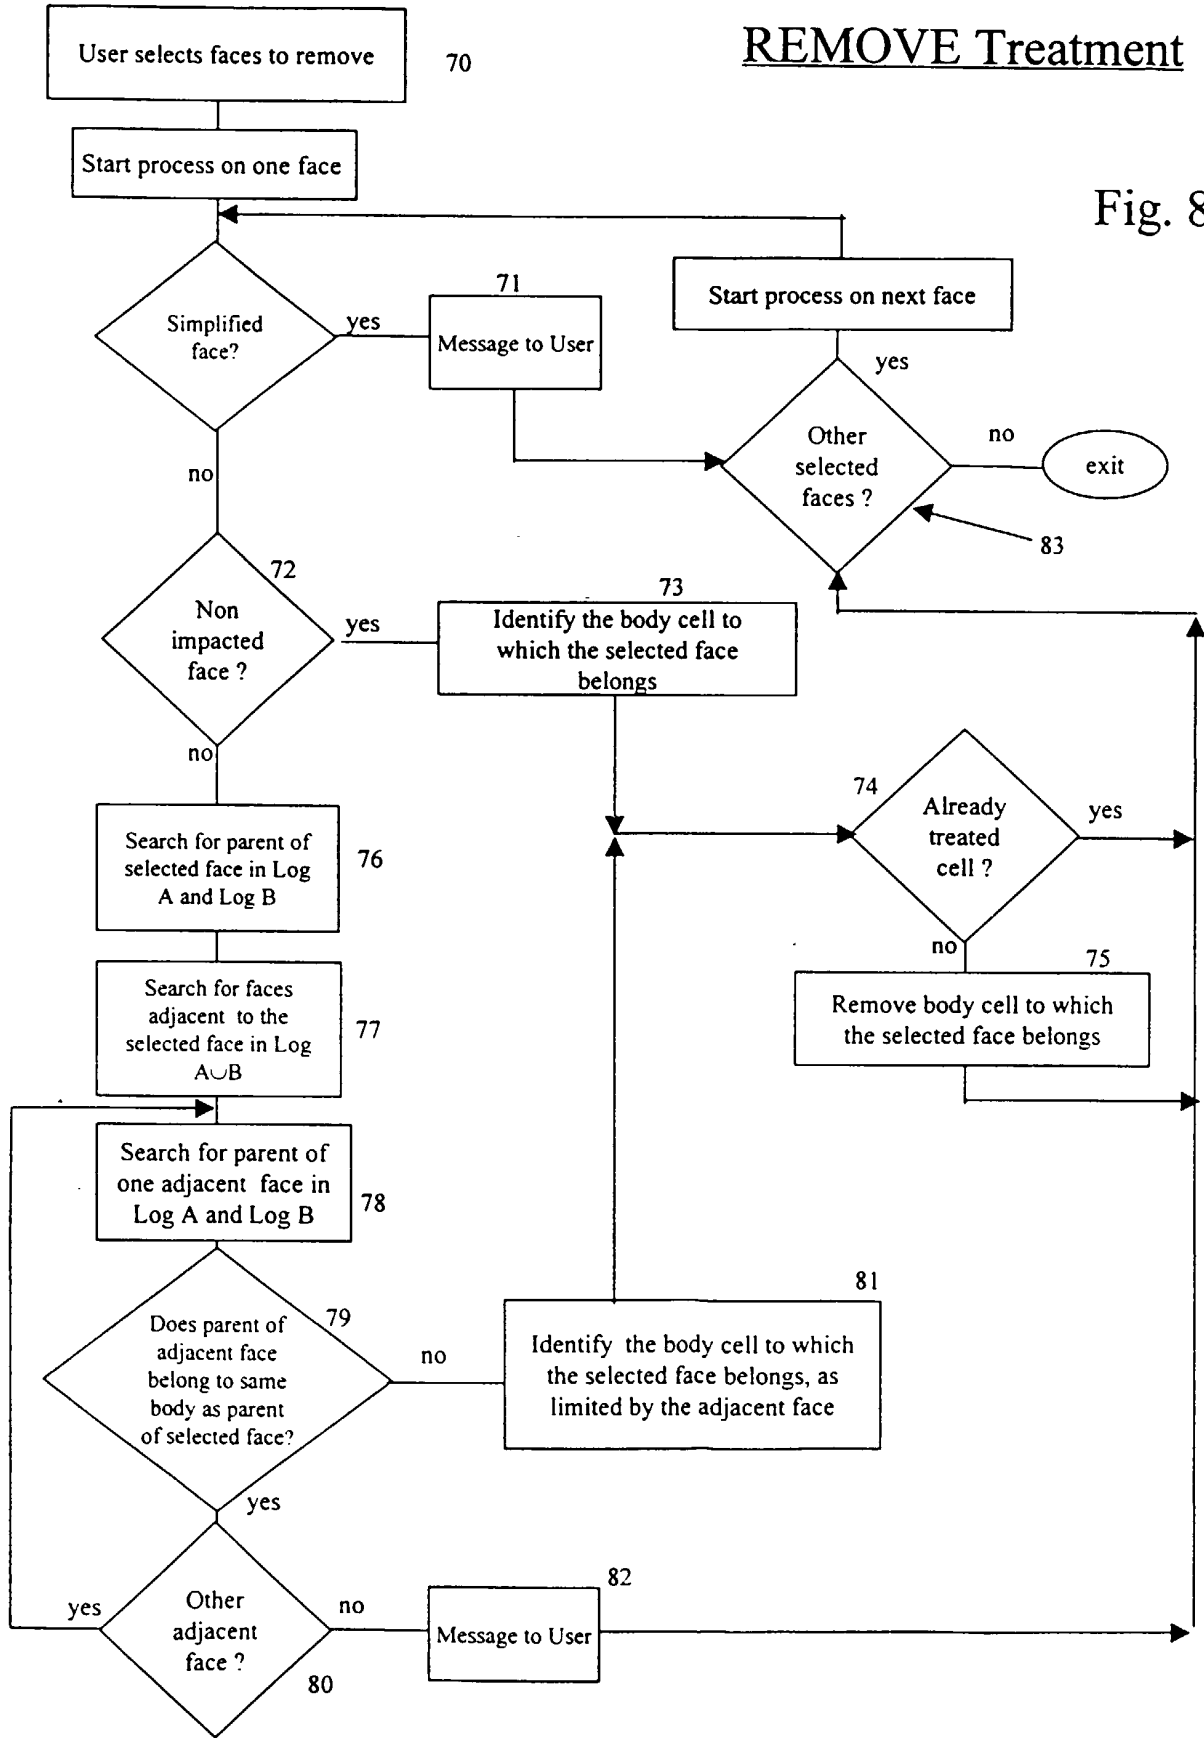 REMOVE Treatment
Fig. 8
User selects faces to remove
70
Start process on one face
Simplified
face?
yes
71
Message to User
Start process on next face
yes
Other
selected
faces ?
no
exit
83
no
72
Non
impacted
face ?
yes
73
Identify the body cell to
which the selected face
belongs
no
74
Already
treated
cell ?
yes
no
75
Remove body cell to which
the selected face belongs
Search for parent of
selected face in Log
A and Log B
76
Search for faces
adjacent to the
selected face in Log
A∪B
77
Search for parent of
one adjacent face in
Log A and Log B
78
Does parent of
adjacent face
belong to same
body as parent
of selected face?
79
no
81
Identify the body cell to which
the selected face belongs, as
limited by the adjacent face
yes
Other
adjacent
face ?
80
yes
no
82
Message to User